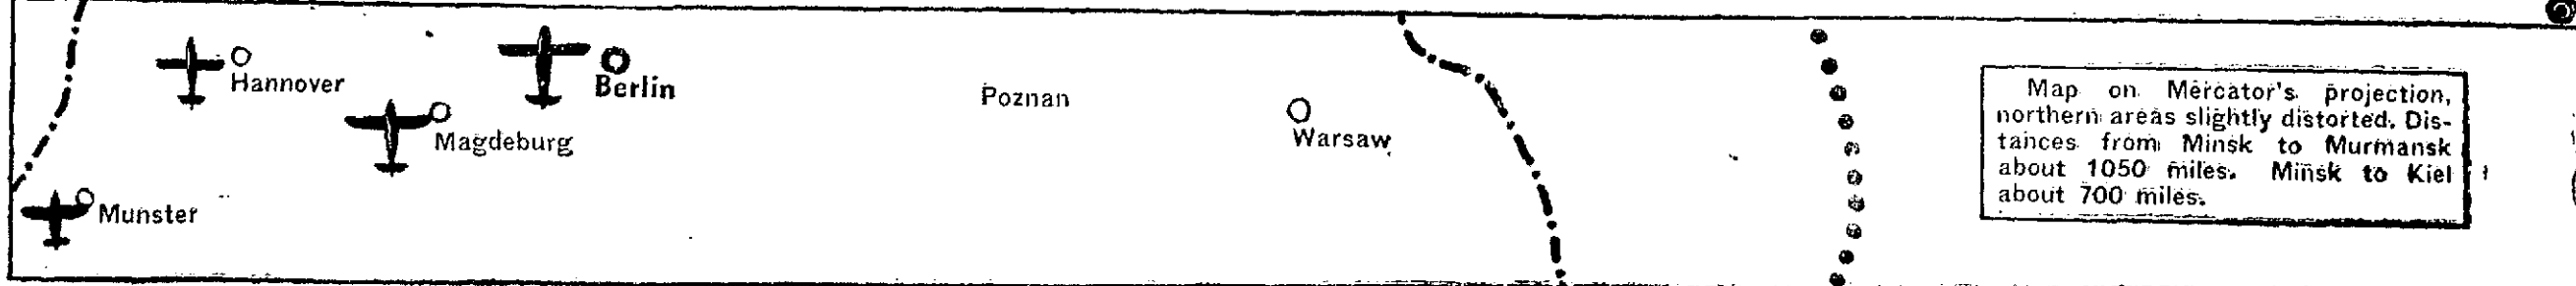 Hannover
Berlin
Magdeburg
Munster
Poznan
Warsaw
Map on Mercator's projection,
northern areas slightly distorted. Dis-
tances from Minsk to Murmansk
about 1050 miles. Minsk to Kiel
about 700 miles.